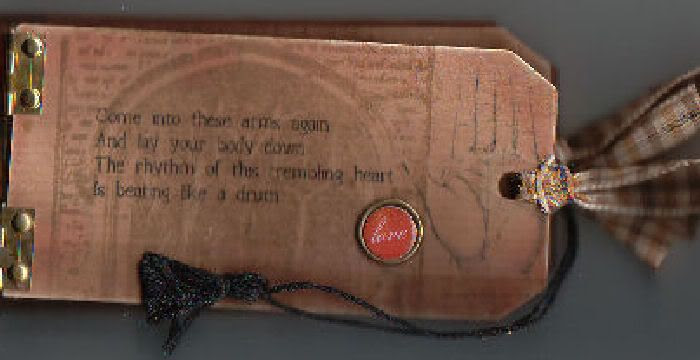 Come into these arms again
And lay your body down
The rhythm of this trembling heart
Is beating like a drum
love